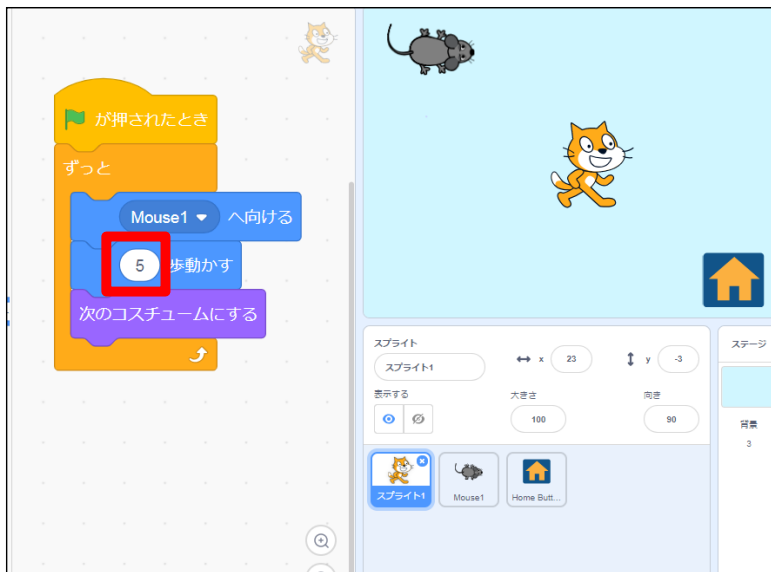 が押されたとき
ずっと
Mouse1 へ向ける
5 歩動かす
次のコスチュームにする
スプライト
スプライト1
x 23
y -3
表示する
大きさ
100
向き
90
スプライト1
Mouse1
Home Butt...
ステージ
背景
3